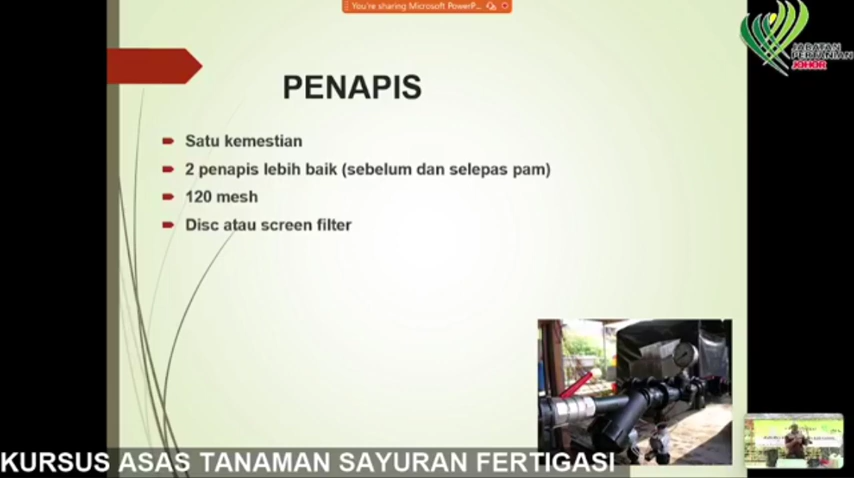 You're sharing Microsoft PowerP...
JABATAN
PERTANIAN
JOHOR
PENAPIS
Satu kemestian
2 penapis lebih baik (sebelum dan selepas pam)
120 mesh
Disc atau screen filter
KURSUS ASAS TANAMAN SAYURAN FERTIGASI